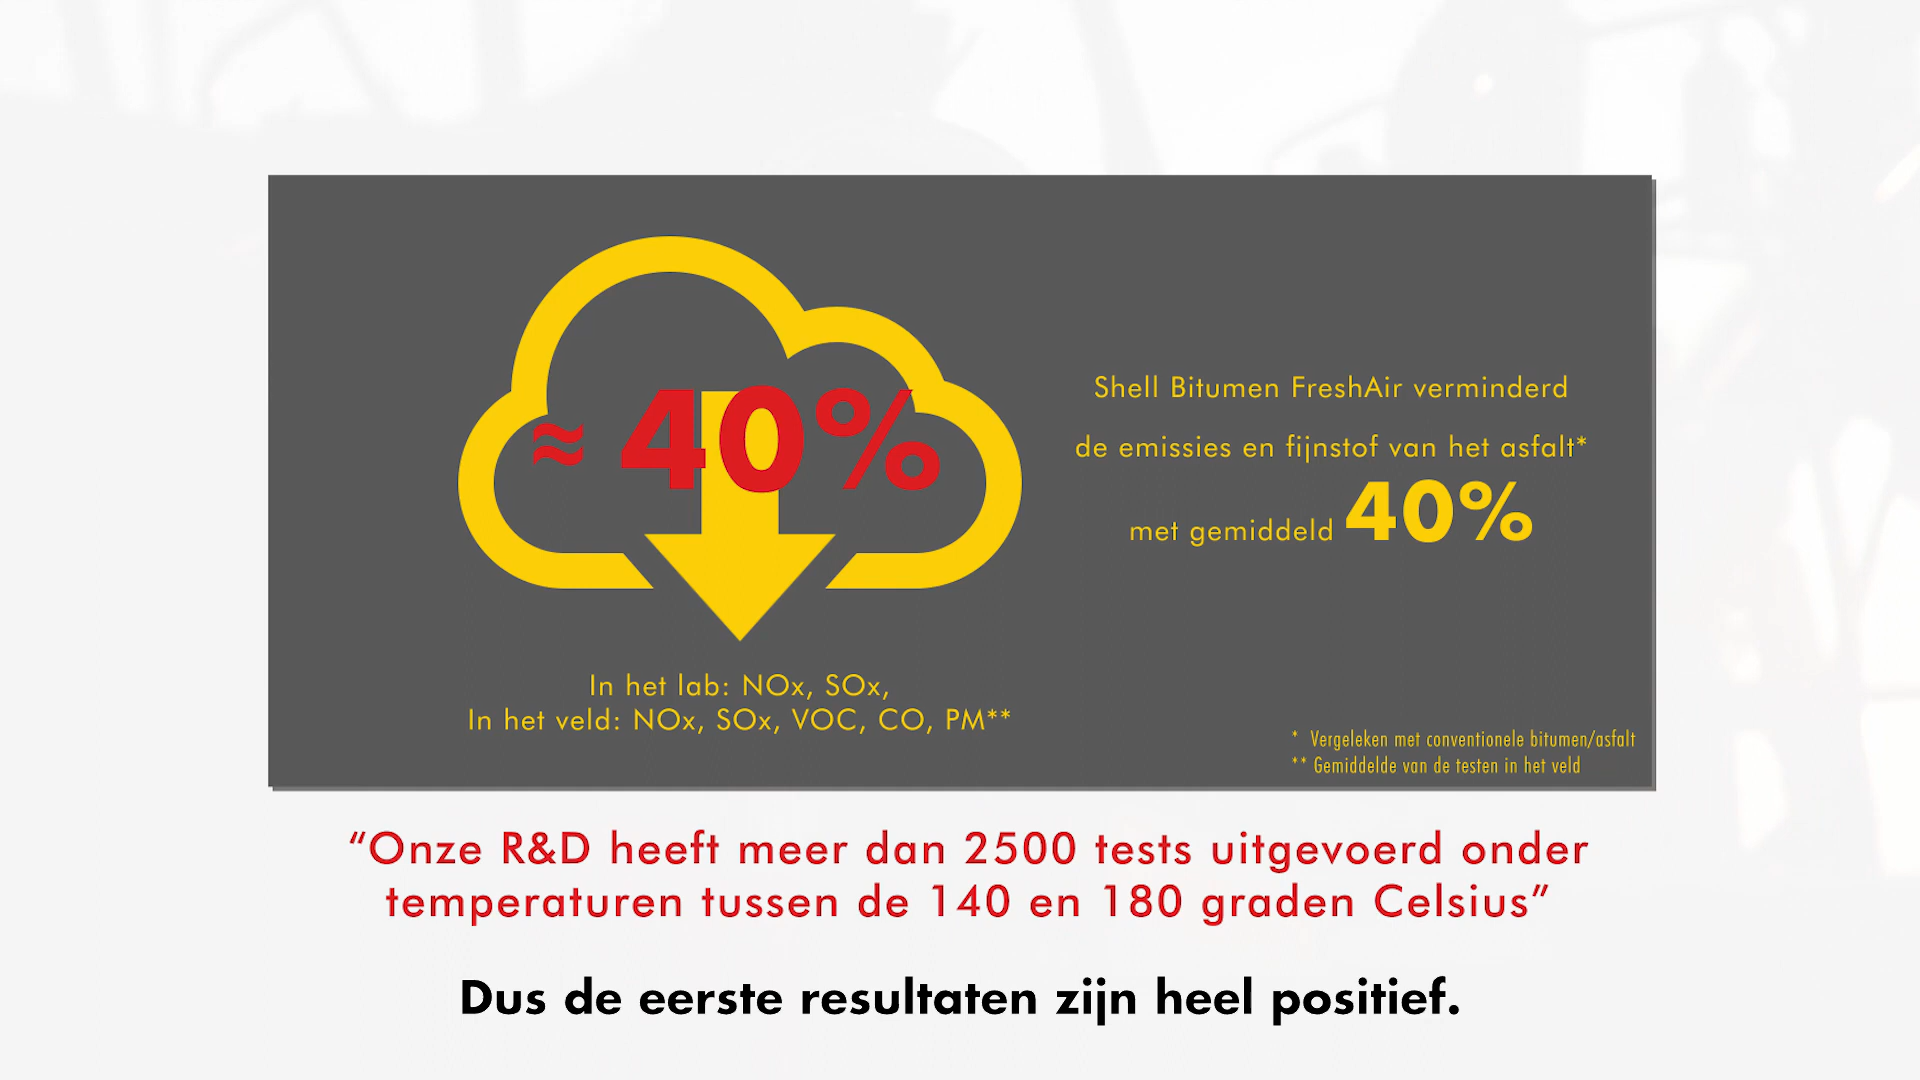 ≈ 40%
In het lab: NOx, SOx,
In het veld: NOx, SOx, VOC, CO, PM**
Shell Bitumen FreshAir verminderd
de emissies en fijnstof van het asfalt*
met gemiddeld 40%
* Vergeleken met conventionele bitumen/asfalt
** Gemiddelde van de testen in het veld
“Onze R&D heeft meer dan 2500 tests uitgevoerd onder
temperaturen tussen de 140 en 180 graden Celsius”
Dus de eerste resultaten zijn heel positief.